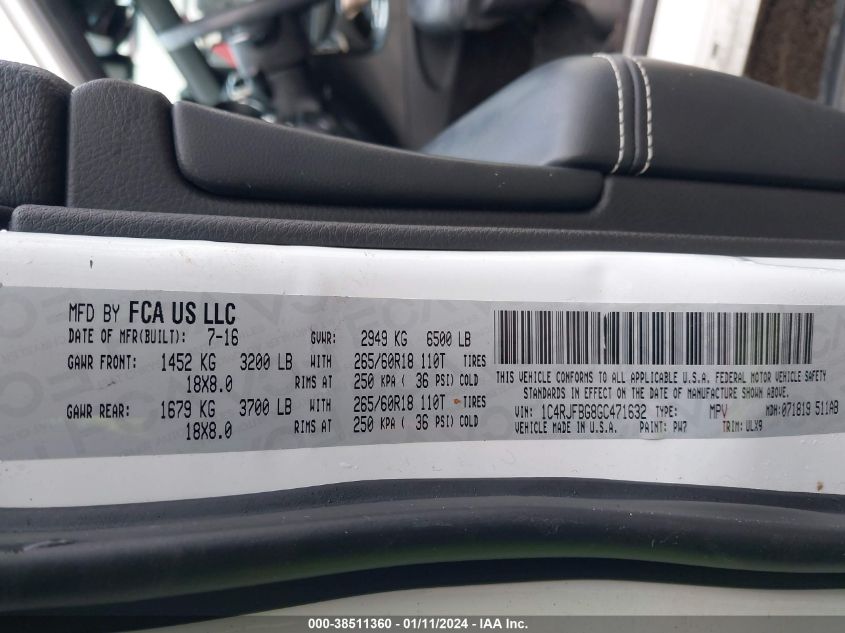 MFD BY FCA US LLC
DATE OF MFR(BUILT): 7-16 GVWR: 2949 KG 6500 LB
GAWR FRONT: 1452 KG 3200 LB WITH 265/60R18 110T TIRES
18X8.0 RIMS AT 250 KPA ( 36 PSI) COLD
GAWR REAR: 1679 KG 3700 LB WITH 265/60R18 110T TIRES
18X8.0 RIMS AT 250 KPA ( 36 PSI) COLD
THIS VEHICLE CONFORMS TO ALL APPLICABLE U.S.A. FEDERAL MOTOR VEHICLE SAFETY
STANDARDS IN EFFECT ON THE DATE OF MANUFACTURE SHOWN ABOVE.
VIN: 1C4RJFBG8GC471632 TYPE: MPV MDH:071819 511AB
VEHICLE MADE IN U.S.A. PAINT: PW7 TRIM: ULX9
000-38511360 - 01/11/2024 - IAA Inc.